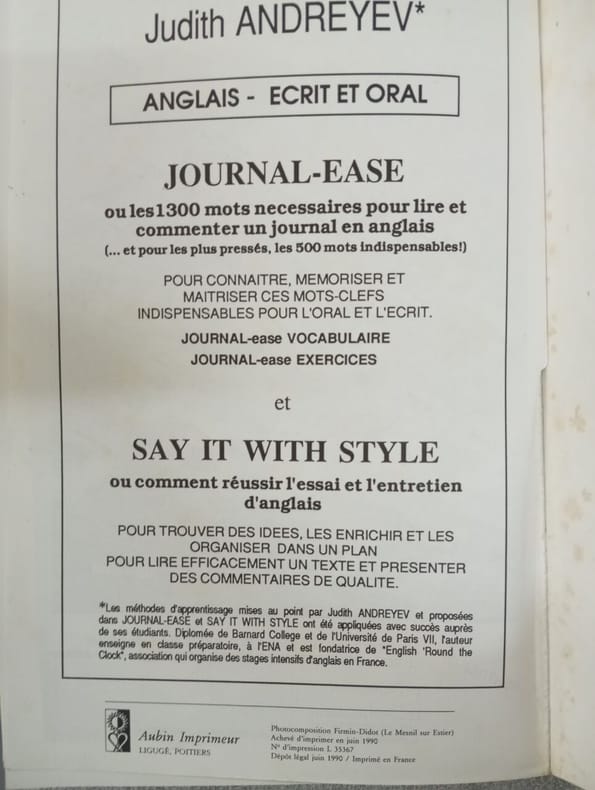 Judith ANDREYEV*
ANGLAIS - ECRIT ET ORAL
JOURNAL-EASE
ou les1300 mots necessaires pour lire et
commenter un journal en anglais
(... et pour les plus pressés, les 500 mots indispensables!)
POUR CONNAITRE, MEMORISER ET
MAITRISER CES MOTS-CLEFS
INDISPENSABLES POUR L'ORAL ET L'ECRIT.
JOURNAL-ease VOCABULAIRE
JOURNAL-ease EXERCICES
et
SAY IT WITH STYLE
ou comment réussir l'essai et l'entretien
d'anglais
POUR TROUVER DES IDEES, LES ENRICHIR ET LES
ORGANISER DANS UN PLAN
POUR LIRE EFFICACEMENT UN TEXTE ET PRESENTER
DES COMMENTAIRES DE QUALITE.
*Les méthodes d'apprentissage mises au point par Judith ANDREYEV et proposées
dans JOURNAL-EASE et SAY IT WITH STYLE ont été appliquées avec succès auprès
de ses étudiants. Diplomée de Barnard College et de l'Université de Paris VII, l'auteur
enseigne en classe préparatoire, à l'ENA et est fondatrice de "English 'Round the
Clock", association qui organise des stages intensifs d'anglais en France.
Aubin Imprimeur
LIGUGÉ, POITIERS
Photocomposition Firmin-Didot (Le Mesnil sur Estier)
Achevé d'imprimer en juin 1990
N° d'impression L 35367
Dépôt légal juin 1990 / Imprimé en France